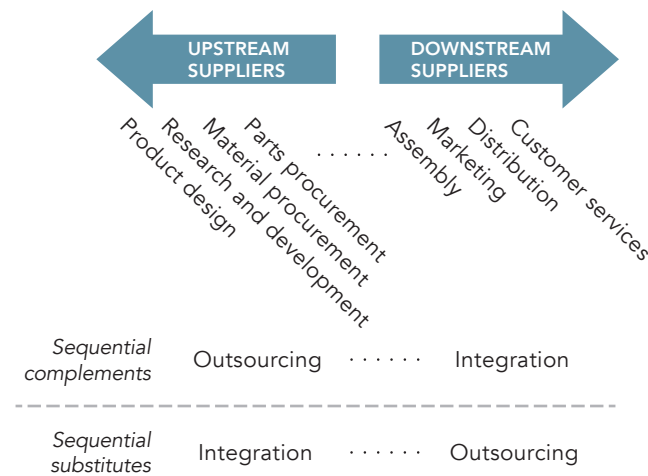 UPSTREAM
SUPPLIERS
DOWNSTREAM
SUPPLIERS
Product design
Research and development
Material procurement
Parts procurement
. . . . . .
Assembly
Marketing
Distribution
Customer services
Sequential
complements
Outsourcing . . . . . . Integration
Sequential
substitutes
Integration . . . . . . Outsourcing